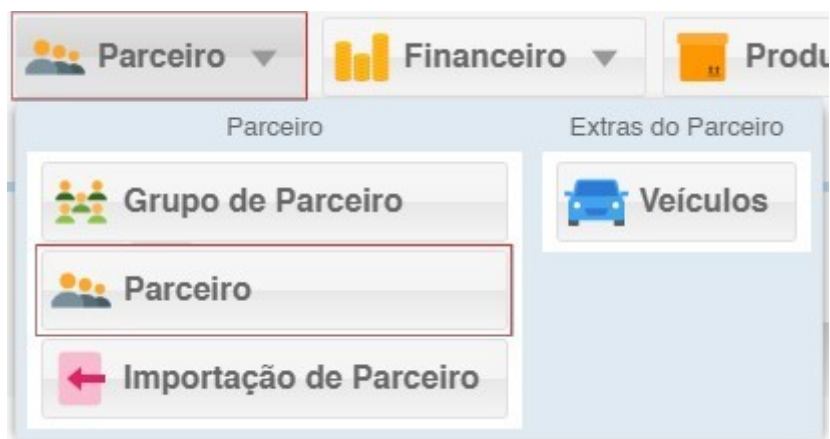 Parceiro
Financeiro
Parceiro
Extras do Parceiro
Grupo de Parceiro
Veículos
Parceiro
Importação de Parceiro